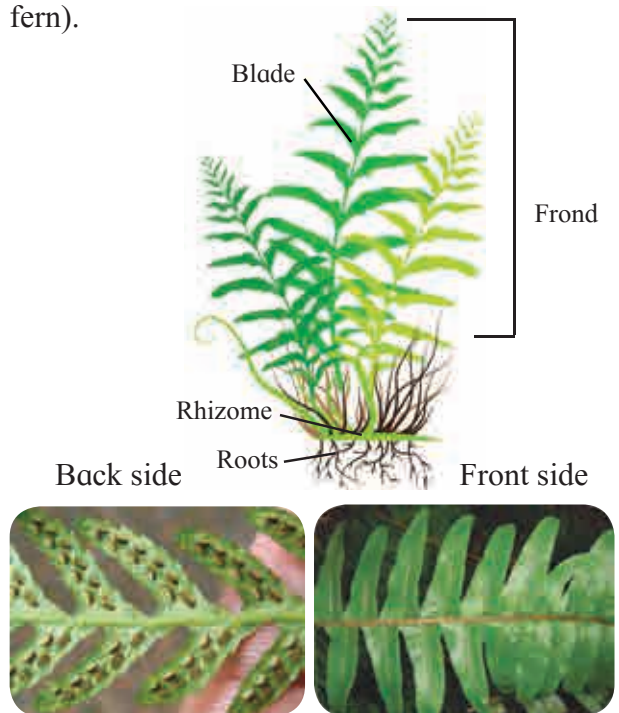 fern).
Blade
Frond
Rhizome
Roots
Back side
Front side